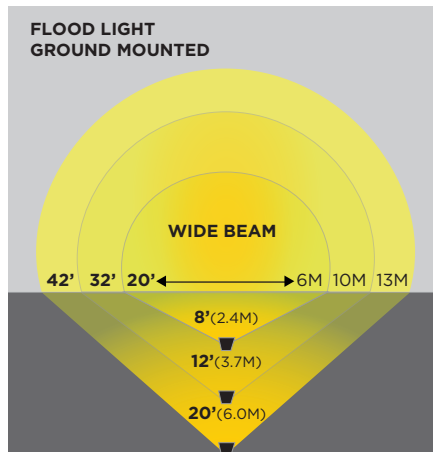 FLOOD LIGHT
GROUND MOUNTED
WIDE BEAM
42’ 32’ 20’ 6M 10M 13M
8’(2.4M)
12’(3.7M)
20’(6.0M)